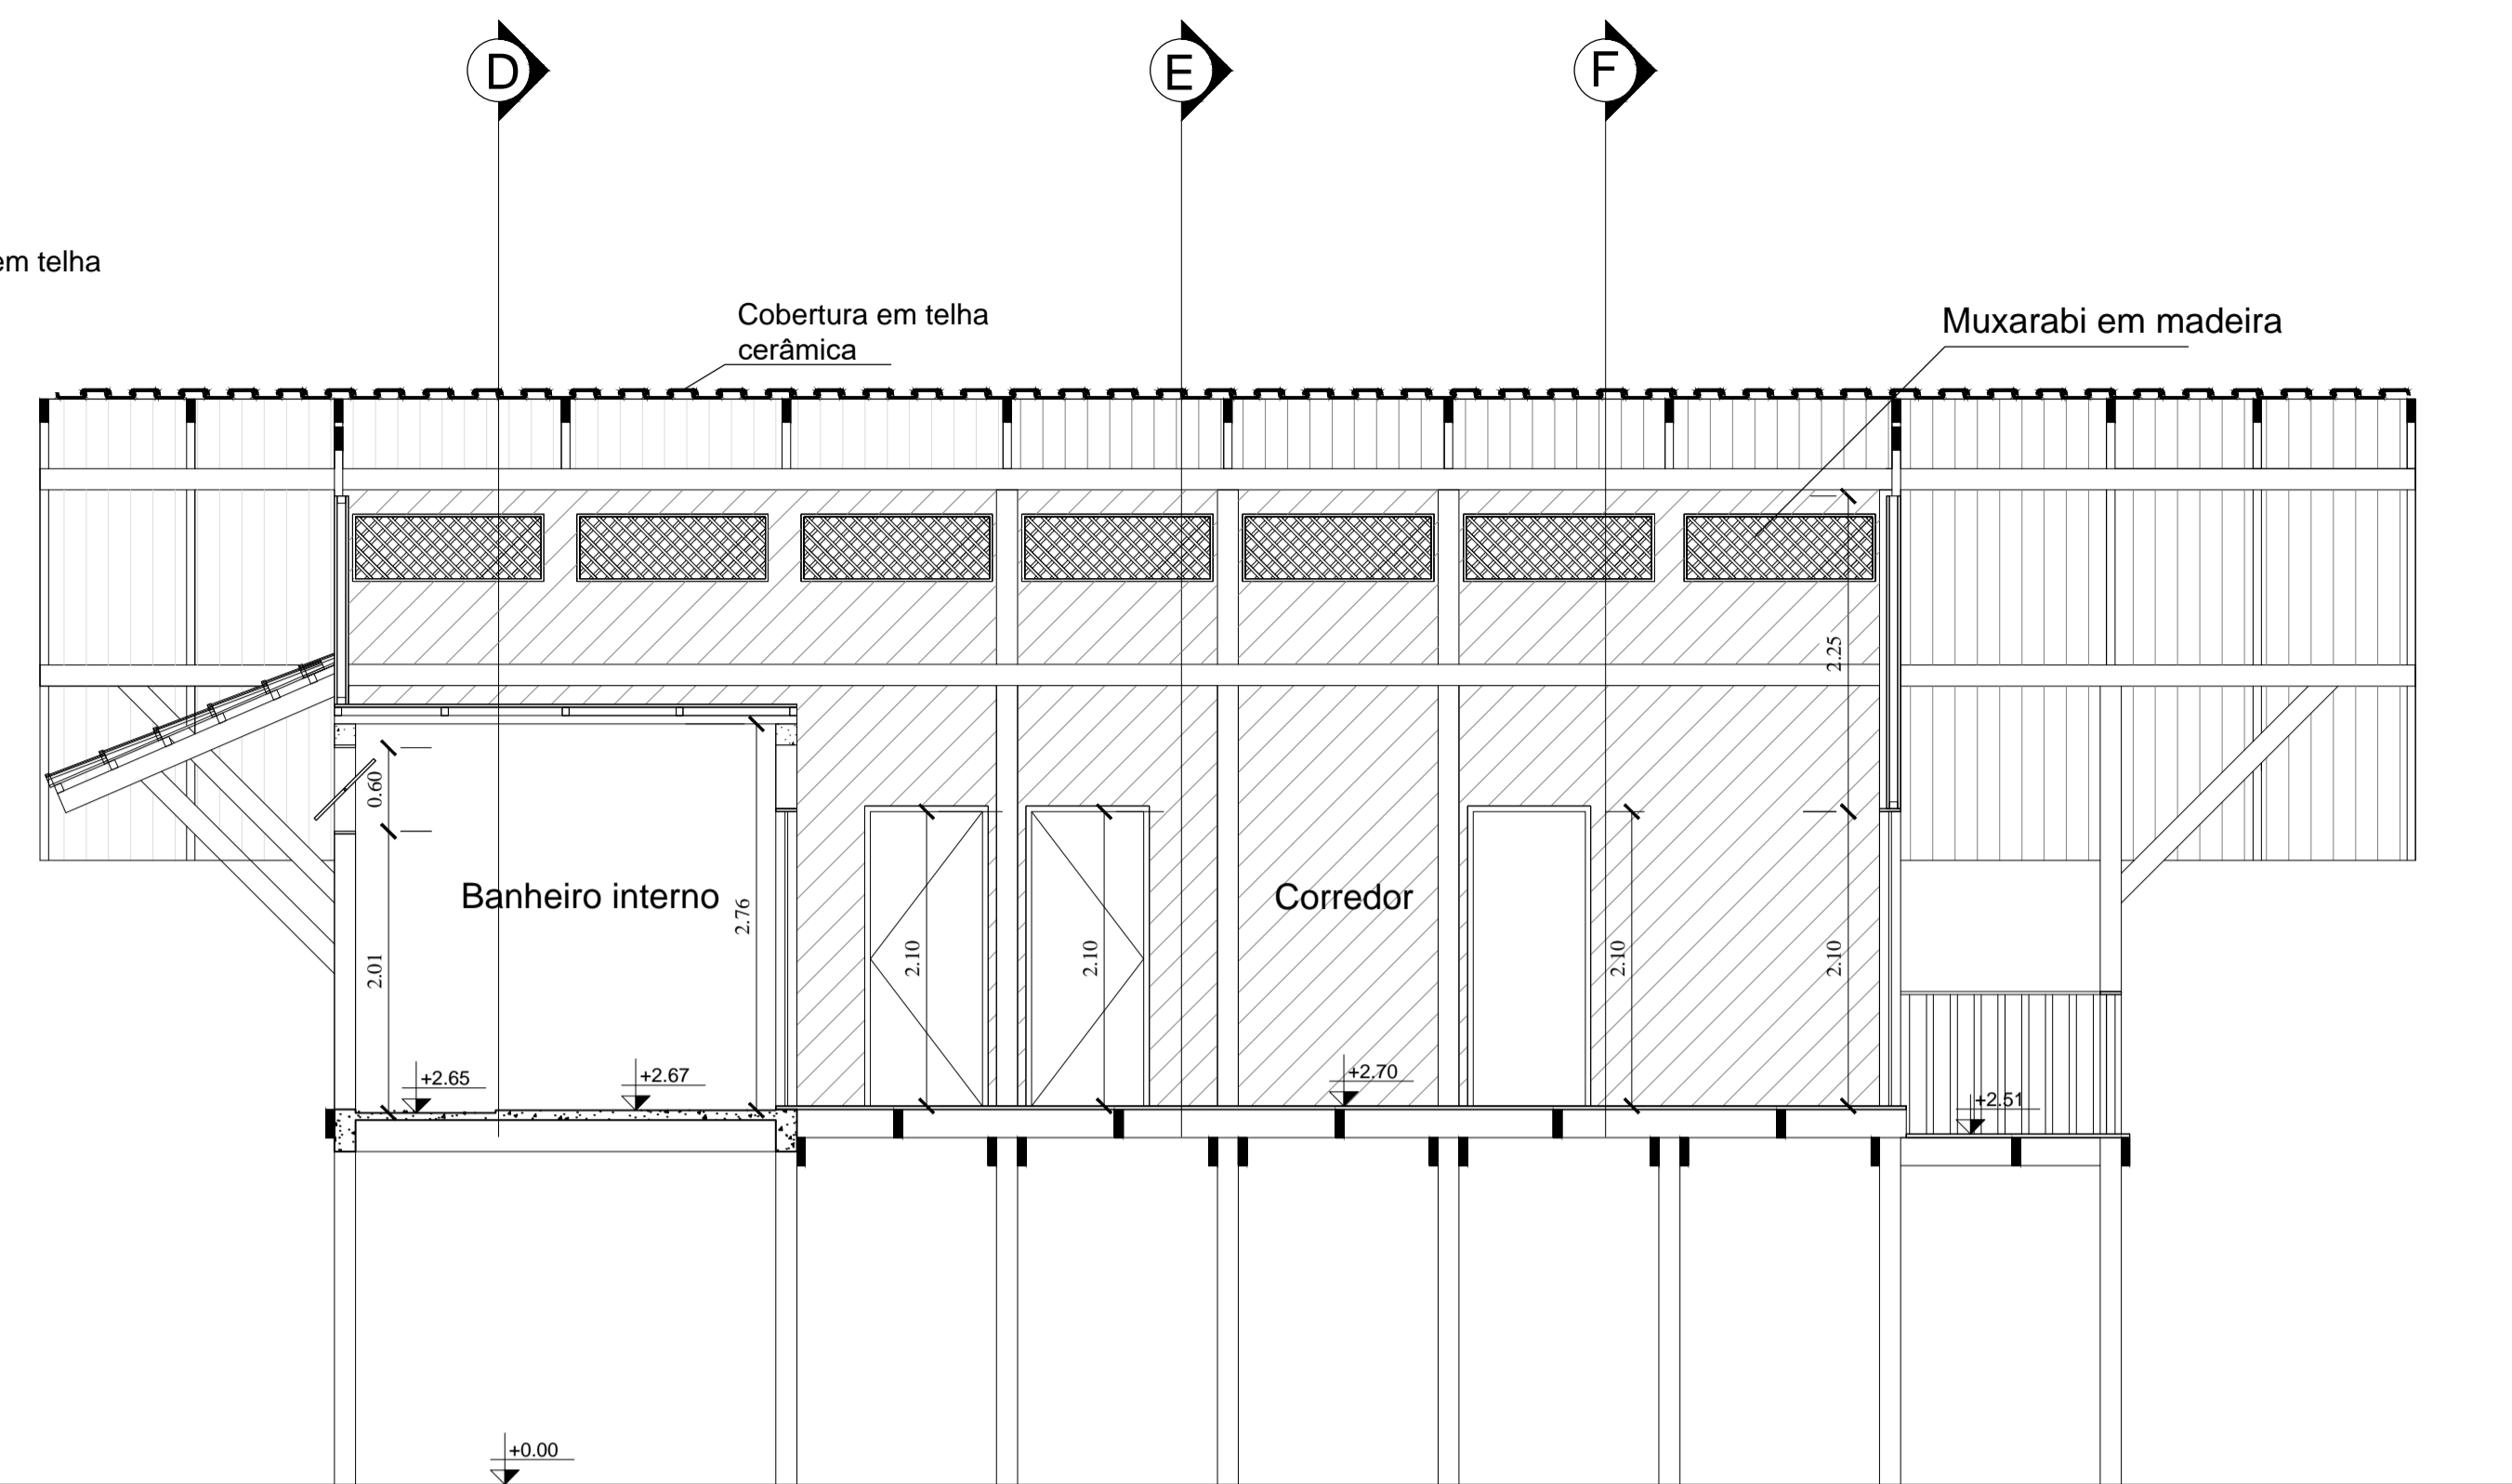 D
E
F
em telha
Cobertura em telha
cerâmica
Muxarabi em madeira
2.25
0.60
Banheiro interno
Corredor
2.76
2.01
2.10
2.10
2.10
2.10
+2.65
+2.67
+2.70
+2.51
+0.00